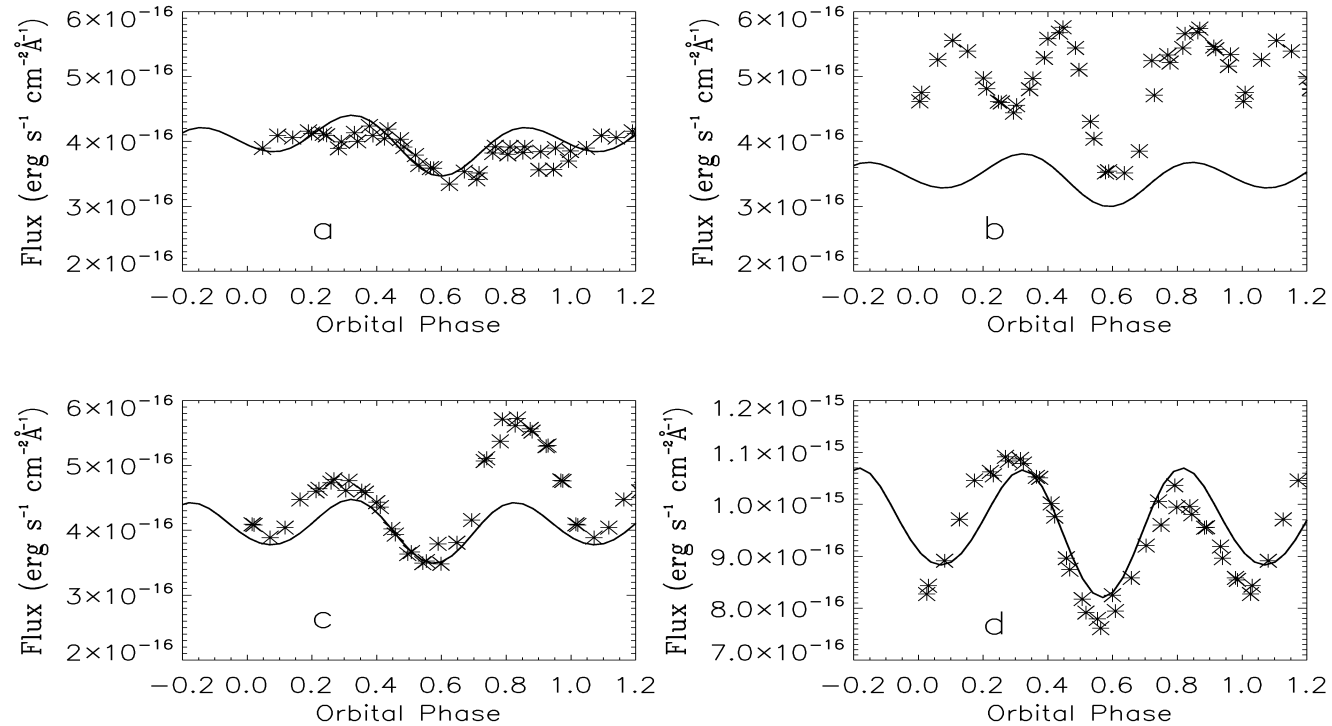 Flux (erg s⁻¹ cm⁻²Å⁻¹)
6×10⁻¹⁶
5×10⁻¹⁶
4×10⁻¹⁶
3×10⁻¹⁶
2×10⁻¹⁶
a
−0.2 0.0 0.2 0.4 0.6 0.8 1.0 1.2
Orbital Phase
Flux (erg s⁻¹ cm⁻²Å⁻¹)
6×10⁻¹⁶
5×10⁻¹⁶
4×10⁻¹⁶
3×10⁻¹⁶
2×10⁻¹⁶
b
−0.2 0.0 0.2 0.4 0.6 0.8 1.0 1.2
Orbital Phase
Flux (erg s⁻¹ cm⁻²Å⁻¹)
6×10⁻¹⁶
5×10⁻¹⁶
4×10⁻¹⁶
3×10⁻¹⁶
2×10⁻¹⁶
c
−0.2 0.0 0.2 0.4 0.6 0.8 1.0 1.2
Orbital Phase
Flux (erg s⁻¹ cm⁻²Å⁻¹)
1.2×10⁻¹⁵
1.1×10⁻¹⁵
1.0×10⁻¹⁵
9.0×10⁻¹⁶
8.0×10⁻¹⁶
7.0×10⁻¹⁶
d
−0.2 0.0 0.2 0.4 0.6 0.8 1.0 1.2
Orbital Phase